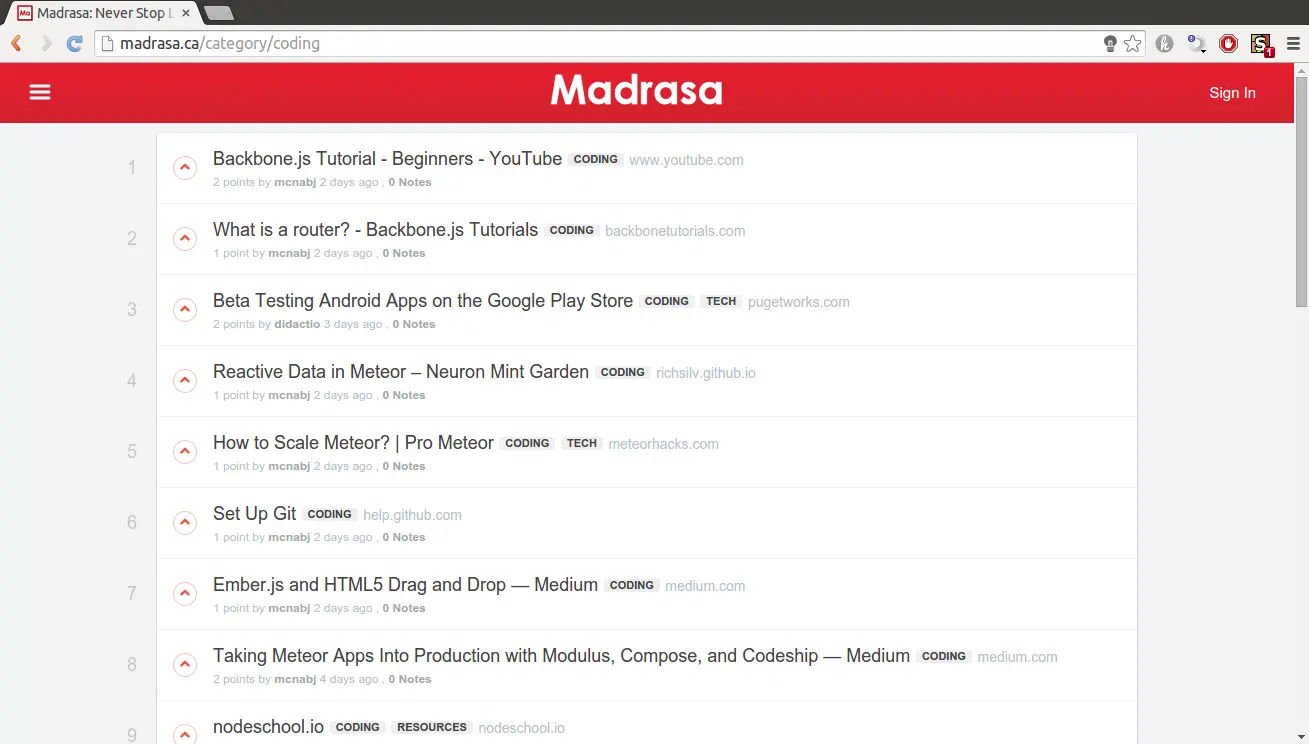 Madrasa: Never Stop L
madrasa.ca/category/coding
Madrasa
Sign In
1
Backbone.js Tutorial - Beginners - YouTube CODING www.youtube.com
2 points by mcnabj 2 days ago , 0 Notes
2
What is a router? - Backbone.js Tutorials CODING backbonetutorials.com
1 point by mcnabj 2 days ago , 0 Notes
3
Beta Testing Android Apps on the Google Play Store CODING TECH pugetworks.com
2 points by didactio 3 days ago , 0 Notes
4
Reactive Data in Meteor – Neuron Mint Garden CODING richsilv.github.io
1 point by mcnabj 2 days ago , 0 Notes
5
How to Scale Meteor? | Pro Meteor CODING TECH meteorhacks.com
1 point by mcnabj 2 days ago , 0 Notes
6
Set Up Git CODING help.github.com
1 point by mcnabj 2 days ago , 0 Notes
7
Ember.js and HTML5 Drag and Drop — Medium CODING medium.com
1 point by mcnabj 2 days ago , 0 Notes
8
Taking Meteor Apps Into Production with Modulus, Compose, and Codeship — Medium CODING medium.com
2 points by mcnabj 4 days ago , 0 Notes
9
nodeschool.io CODING RESOURCES nodeschool.io